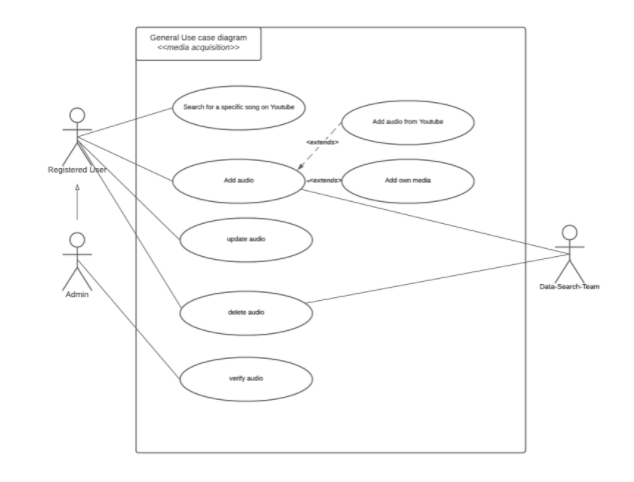 General Use case diagram
<<media acquisition>>
Search for a specific song on Youtube
Add audio from Youtube
<extends>
Registered User
Add audio
<extends>
Add own media
update audio
Admin
Data-Search-Team
delete audio
verify audio